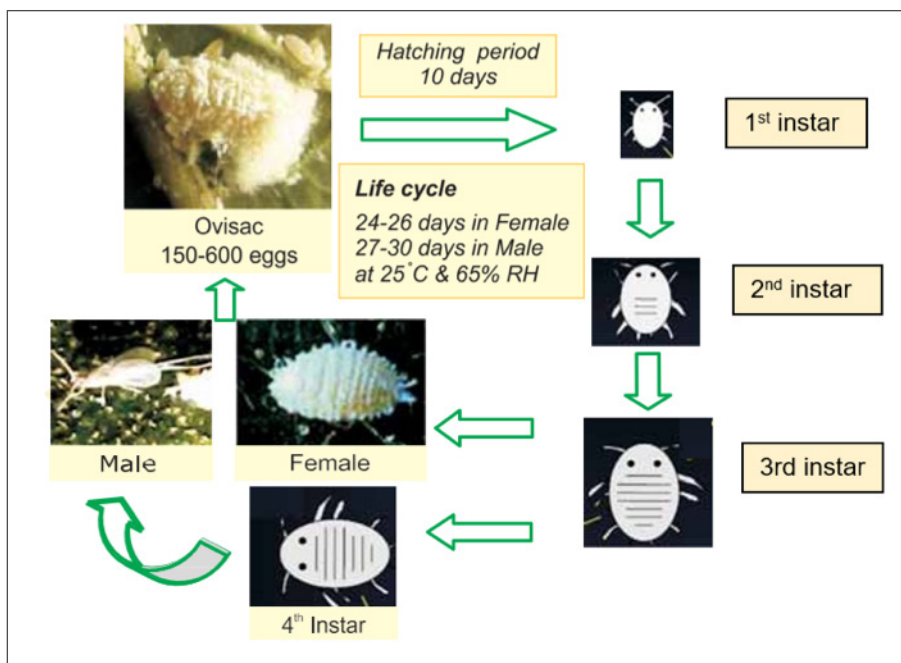 Hatching period
10 days
1st instar
Life cycle
24-26 days in Female
27-30 days in Male
at 25°C & 65% RH
Ovisac
150-600 eggs
2nd instar
Male
Female
3rd instar
4th Instar